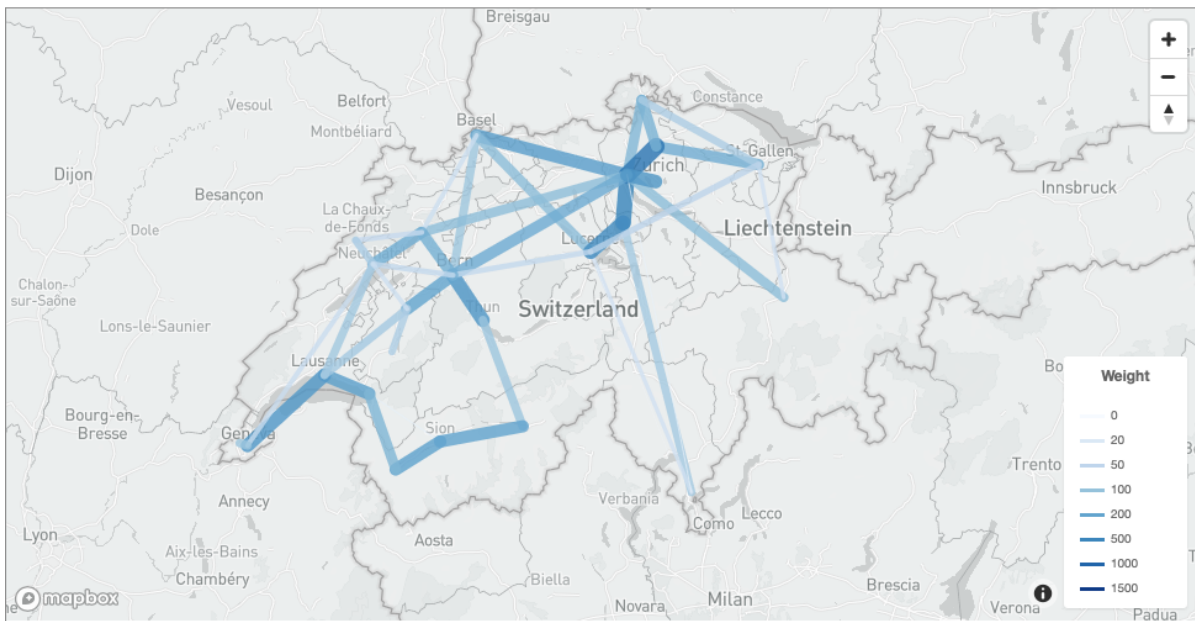 Breisgau
Constance
Belfort
Vesoul
Basel
Montbéliard
St-Gallen
Zürich
Dijon
Innsbruck
Besançon
La Chaux-
de-Fonds
Dole
Liechtenstein
Lucerne
Neuchâtel
Bern
Chalon-
sur-Saône
Thun
Switzerland
Lons-le-Saunier
Lausanne
Bo
Weight
0
20
50
100
200
500
1000
1500
Bourg-en-
Bresse
Geneva
Sion
Trento
Annecy
Verbania
Lecco
Como
Lyon
Aosta
Aix-les-Bains
Chambéry
Biella
Brescia
mapbox
Novara
Milan
Verona
Padua